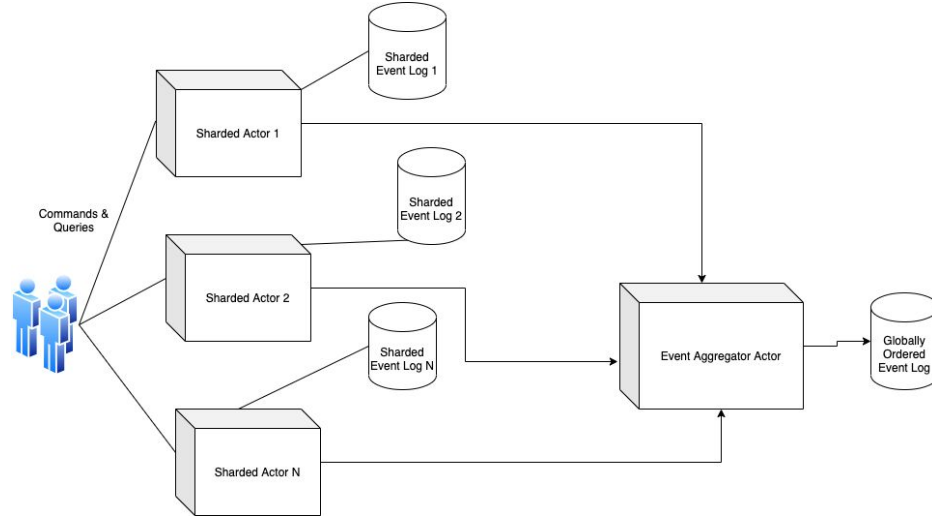 Sharded
Event Log 1
Sharded Actor 1
Sharded
Event Log 2
Commands &
Queries
Sharded Actor 2
Sharded
Event Log N
Event Aggregator Actor
Globally
Ordered
Event Log
Sharded Actor N